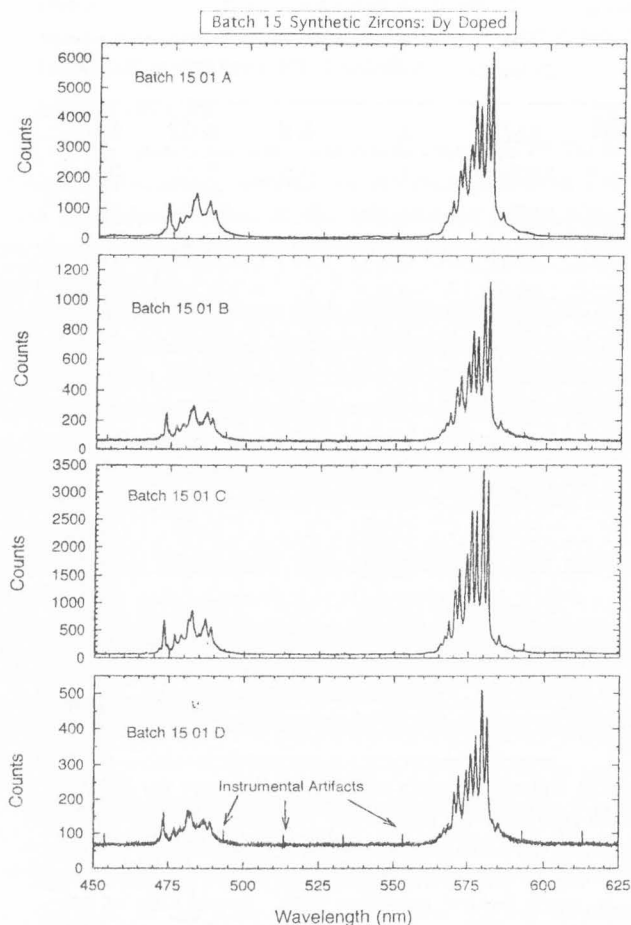 Batch 15 Synthetic Zircons: Dy Doped
Batch 15 01 A
Counts
6000
5000
4000
3000
2000
1000
0
Batch 15 01 B
Counts
1200
1000
800
600
400
200
0
Batch 15 01 C
Counts
3500
3000
2500
2000
1500
1000
500
0
Batch 15 01 D
Instrumental Artifacts
Counts
500
400
300
200
100
0
450 475 500 525 550 575 600 625
Wavelength (nm)